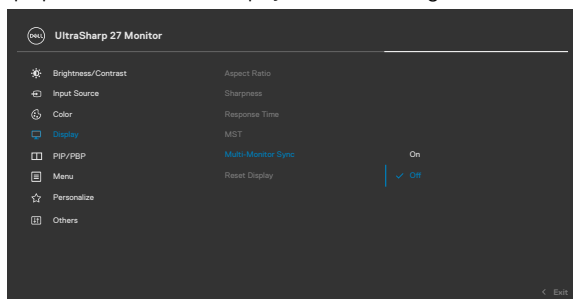 DELL
UltraSharp 27 Monitor
Brightness/Contrast
Aspect Ratio
Input Source
Sharpness
Color
Response Time
Display
MST
PIP/PBP
Multi-Monitor Sync
On
Menu
Reset Display
Off
Personalize
Others
Exit